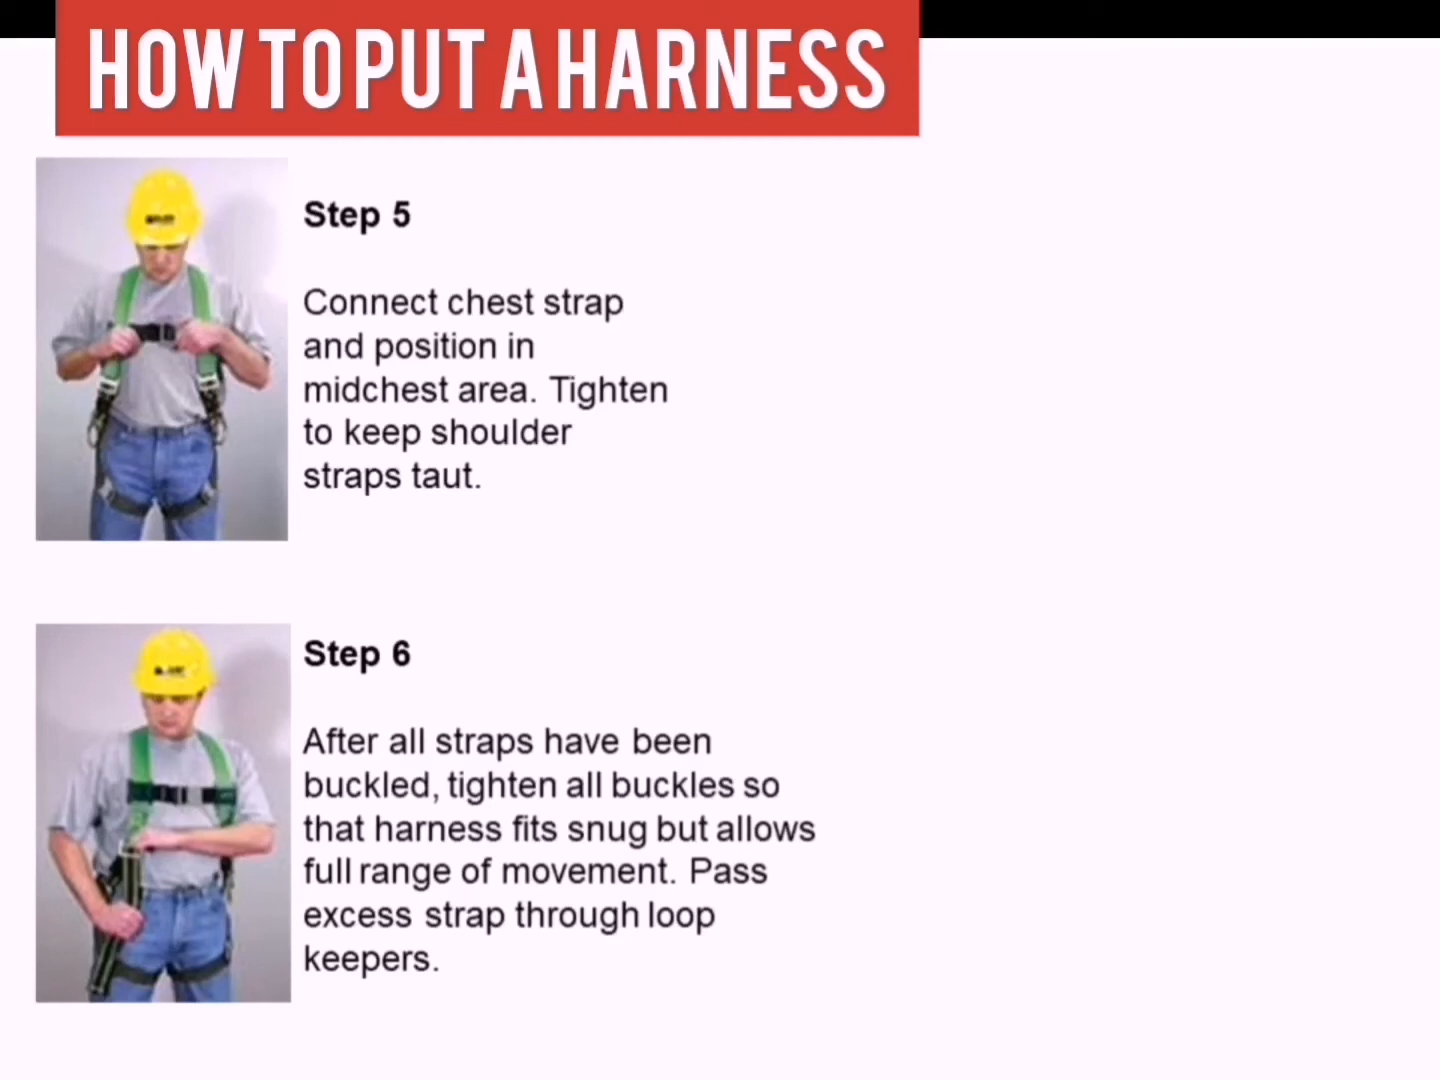 HOW TO PUT A HARNESS
Step 5
Connect chest strap
and position in
midchest area. Tighten
to keep shoulder
straps taut.
Step 6
After all straps have been
buckled, tighten all buckles so
that harness fits snug but allows
full range of movement. Pass
excess strap through loop
keepers.